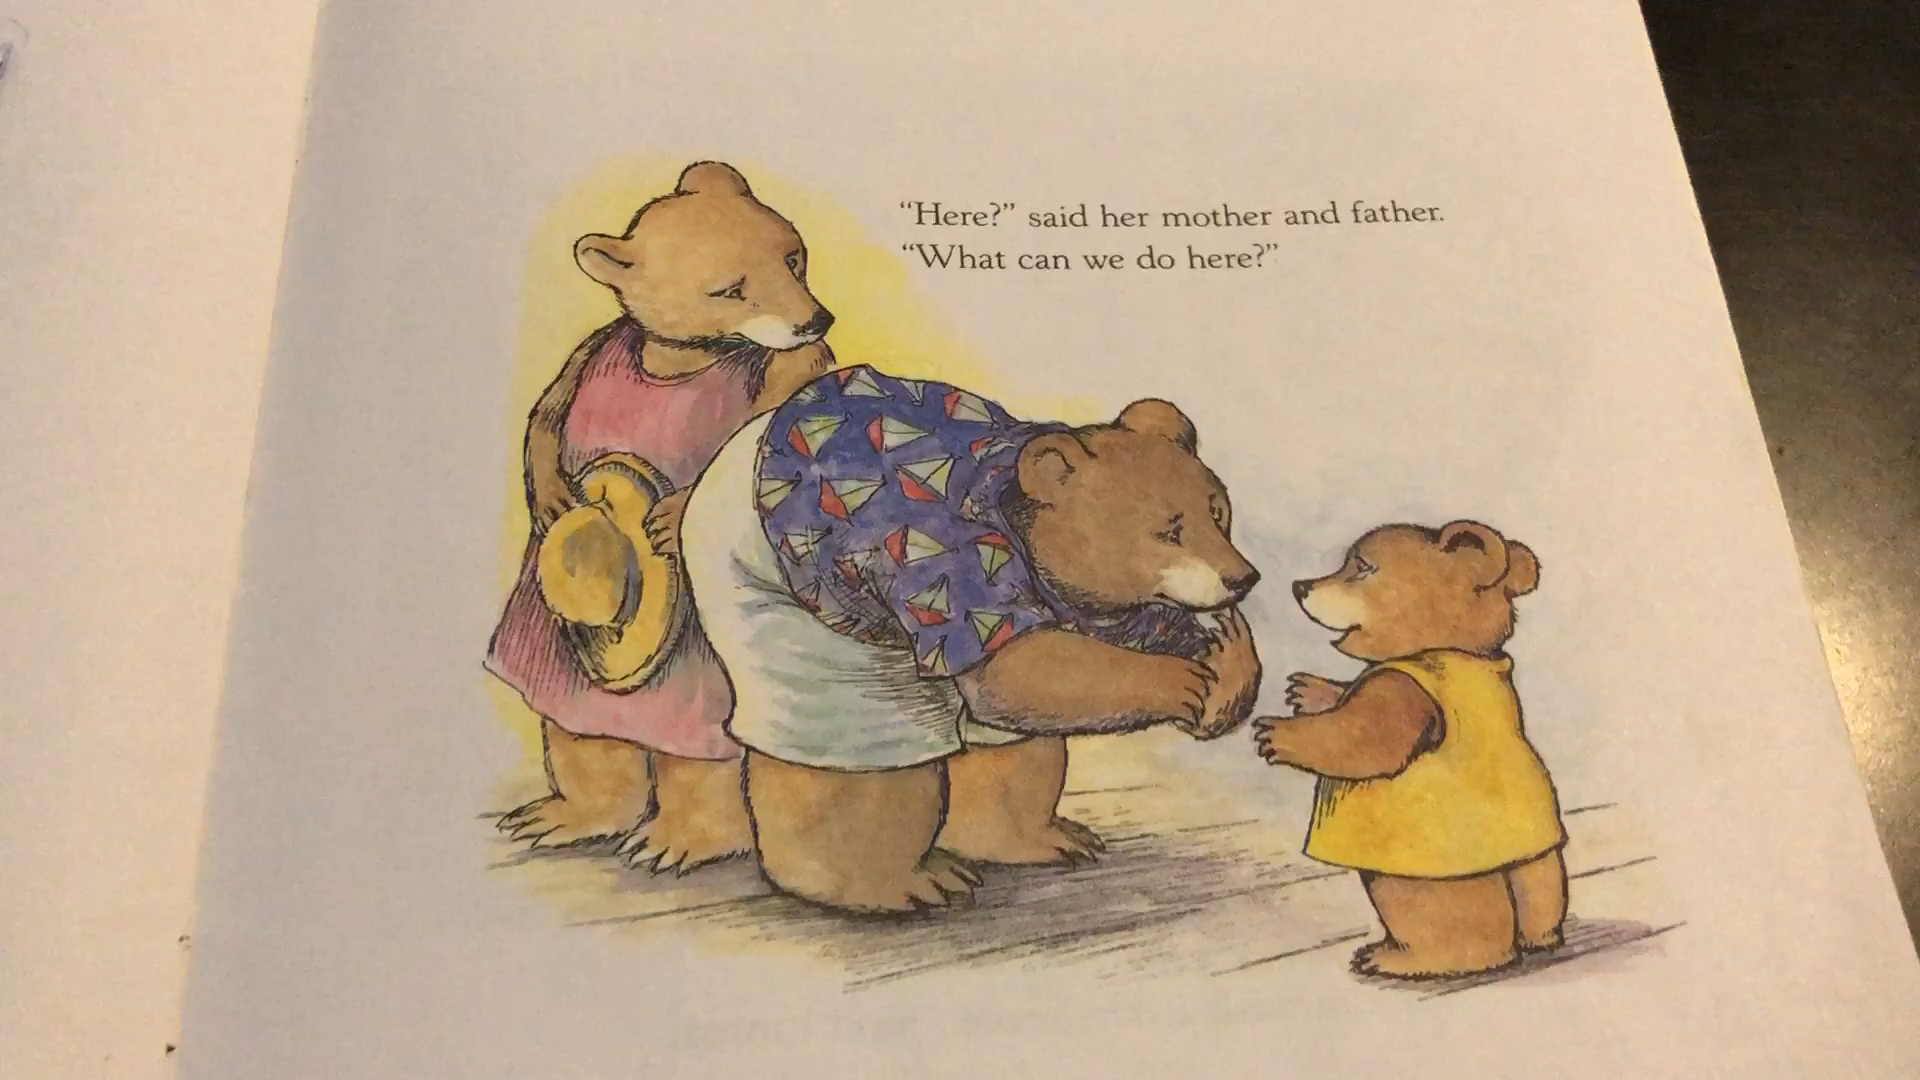 “Here?” said her mother and father.
“What can we do here?”